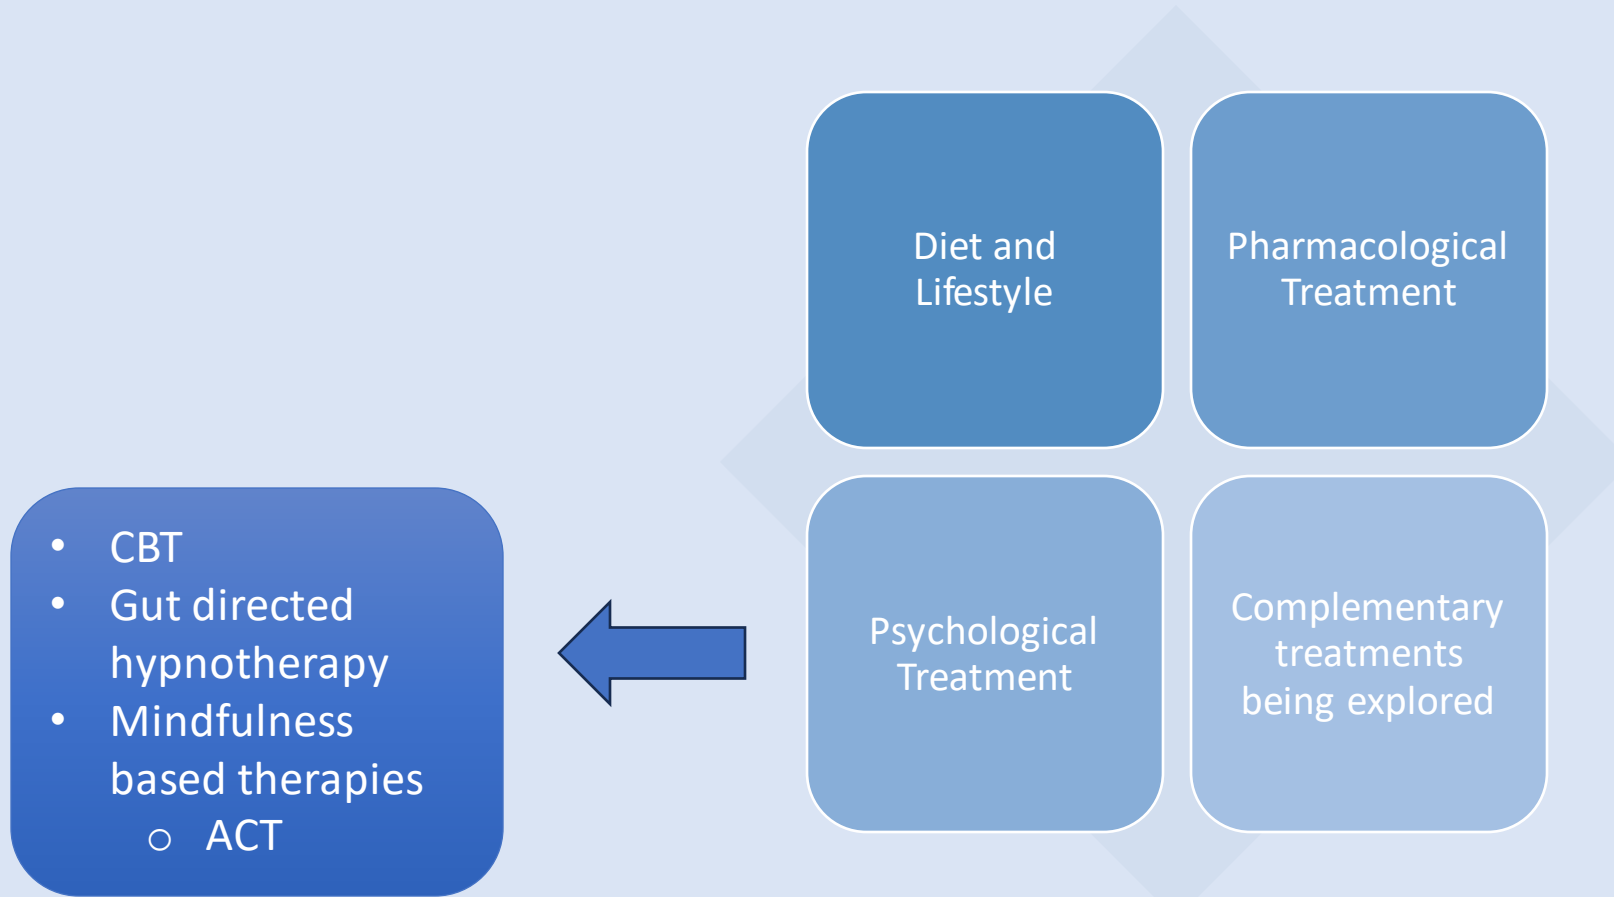 Diet and
Lifestyle
Pharmacological
Treatment
Psychological
Treatment
Complementary
treatments
being explored
• CBT
• Gut directed
hypnotherapy
• Mindfulness
based therapies
○ ACT